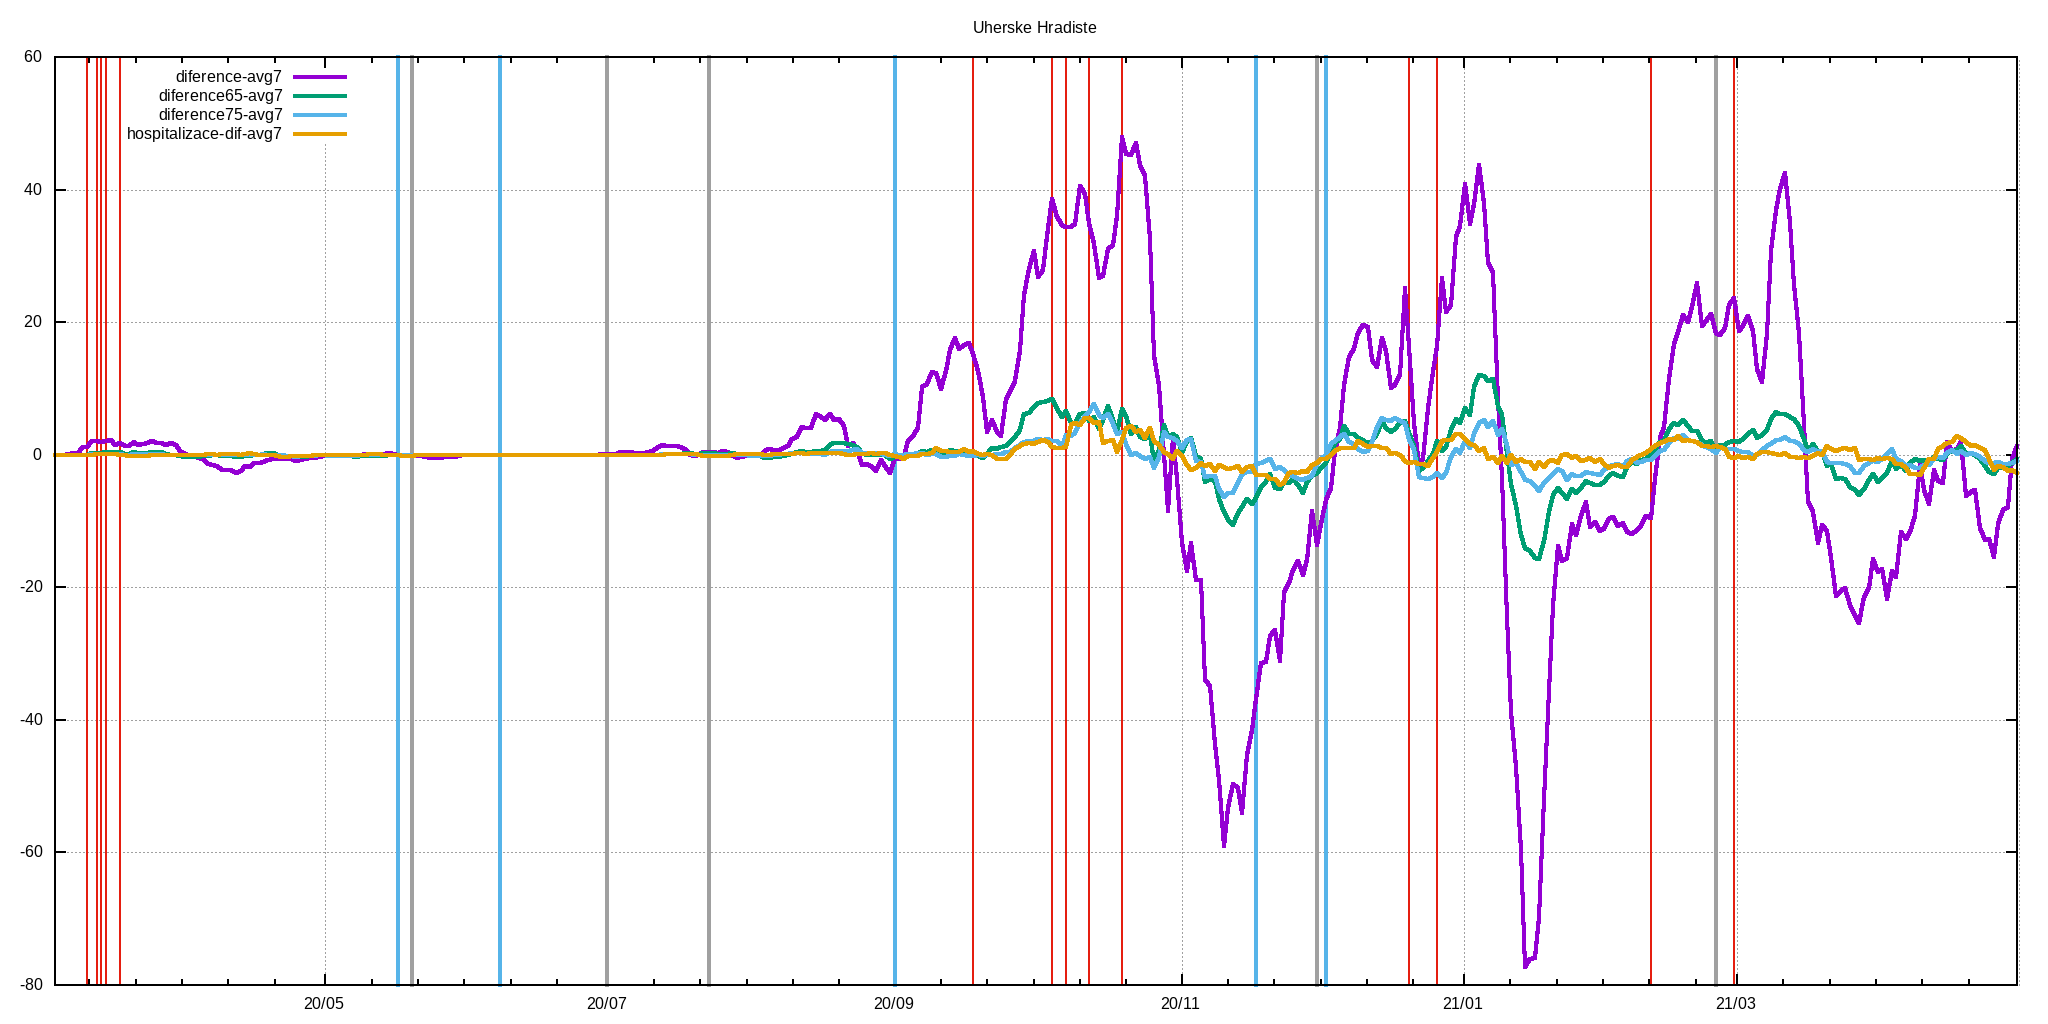 Uherske Hradiste
60
40
20
0
-20
-40
-60
-80
diference-avg7
diference65-avg7
diference75-avg7
hospitalizace-dif-avg7
20/05
20/07
20/09
20/11
21/01
21/03